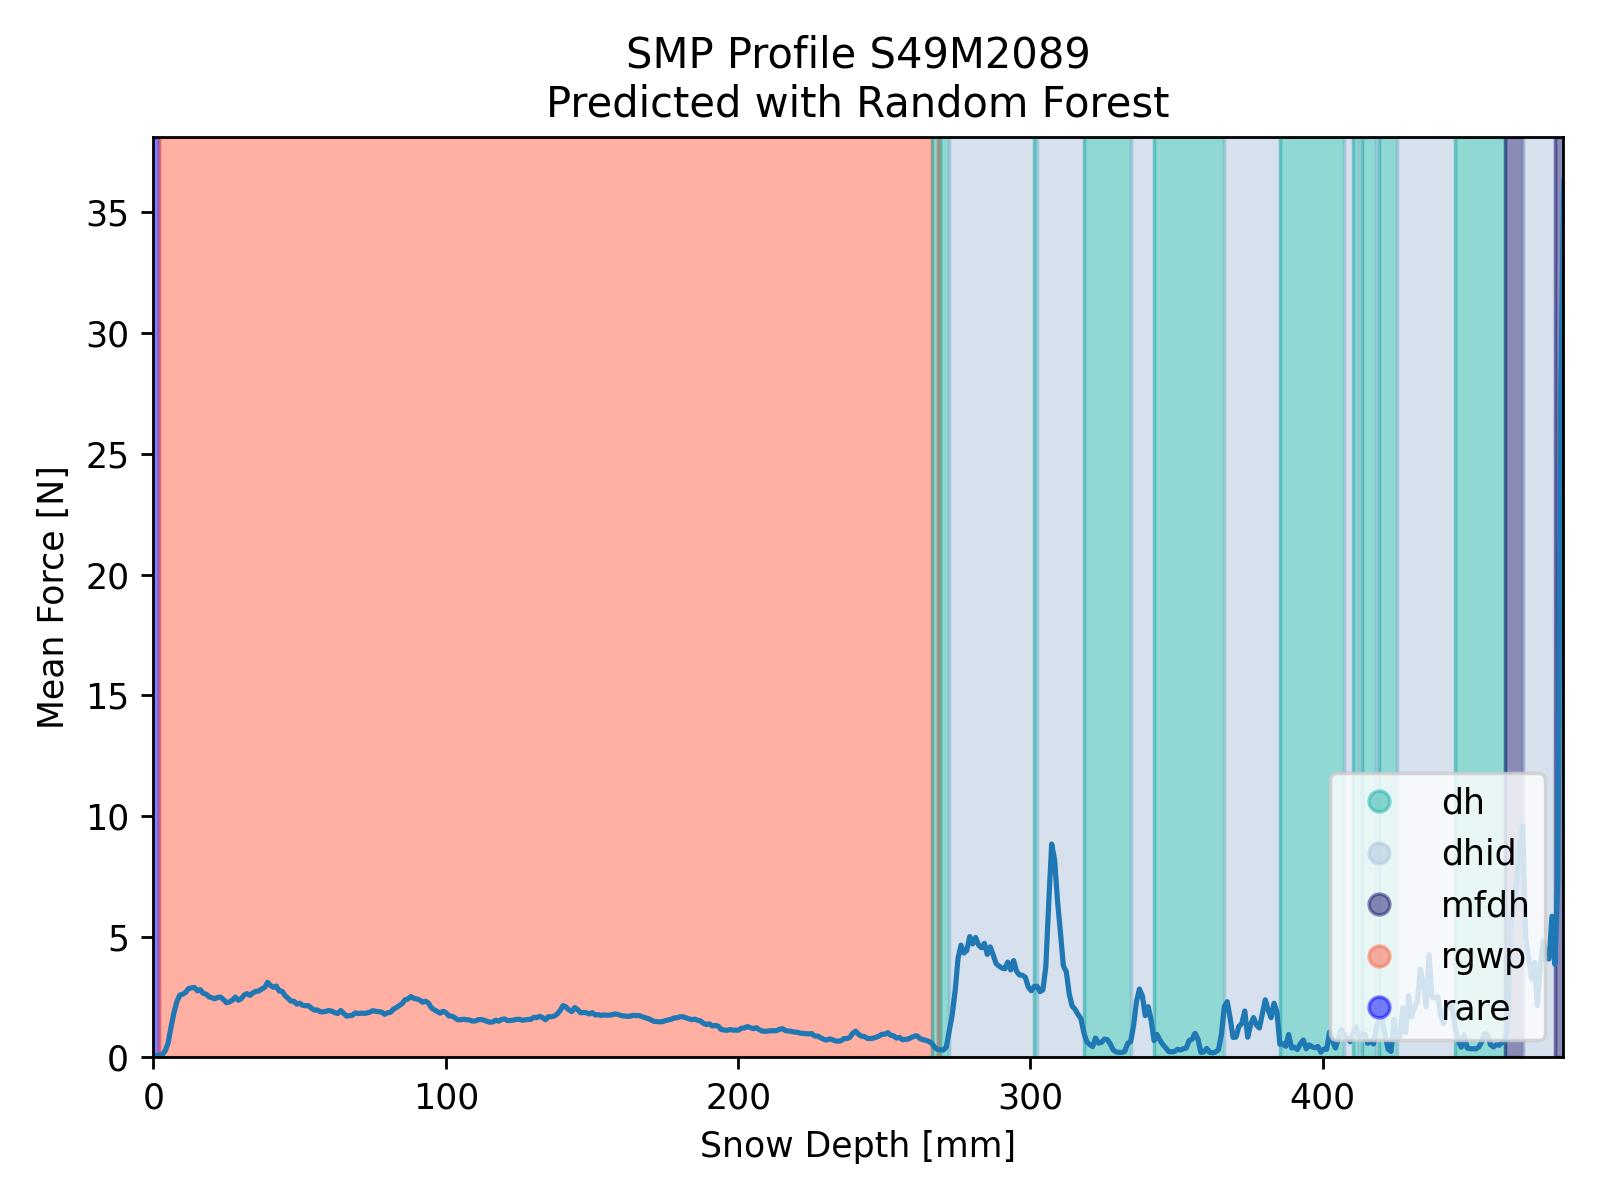 SMP Profile S49M2089
Predicted with Random Forest
Mean Force [N]
35
30
25
20
15
10
5
0
0 100 200 300 400
Snow Depth [mm]
dh
dhid
mfdh
rgwp
rare